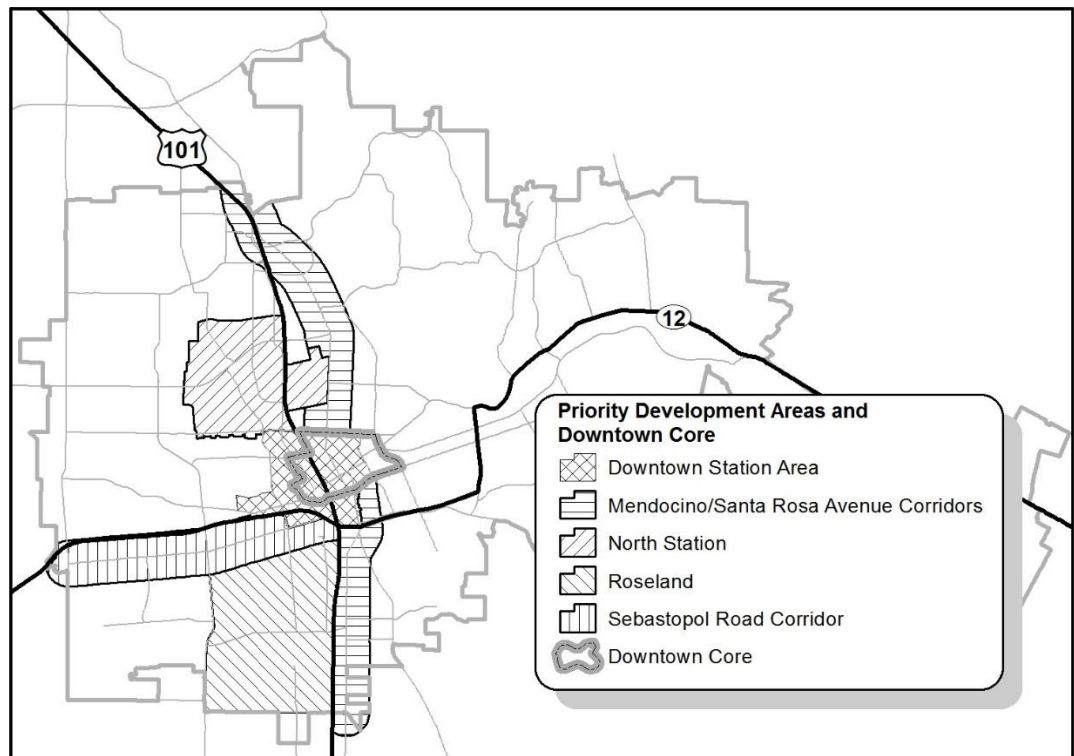 101
12
Priority Development Areas and
Downtown Core
Downtown Station Area
Mendocino/Santa Rosa Avenue Corridors
North Station
Roseland
Sebastopol Road Corridor
Downtown Core